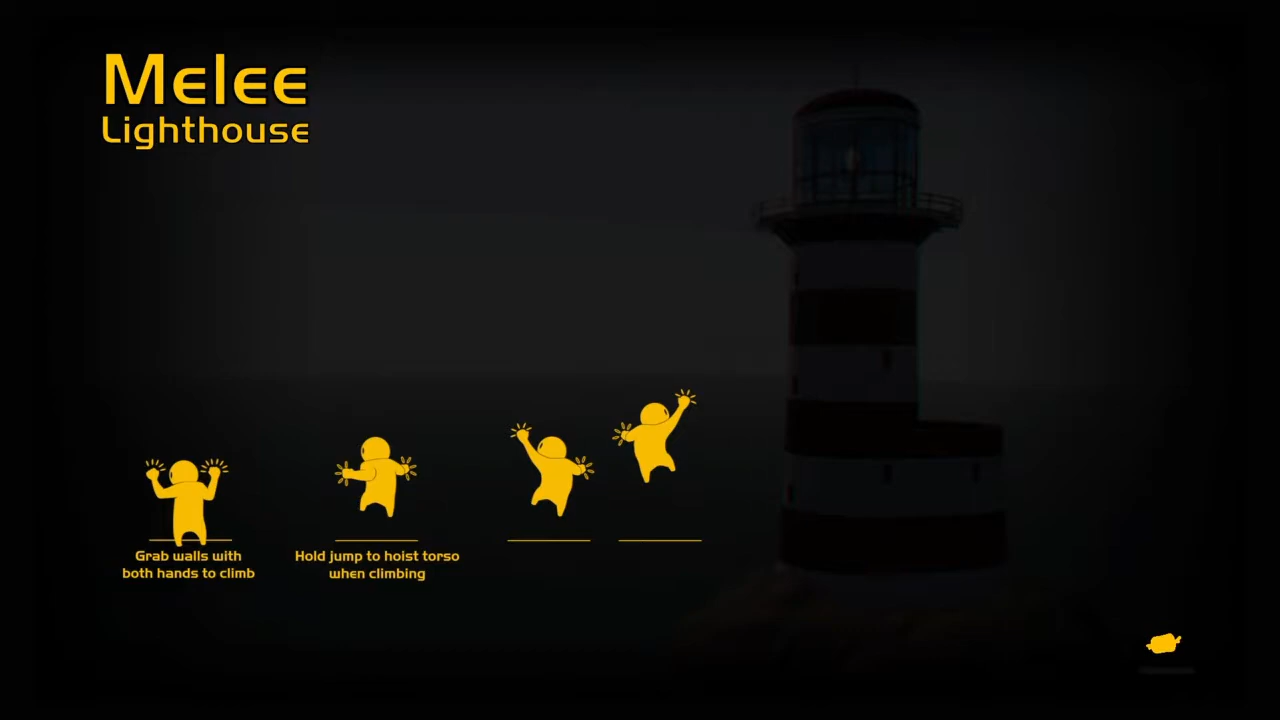 Melee
Lighthouse
Grab walls with
both hands to climb
Hold jump to hoist torso
when climbing